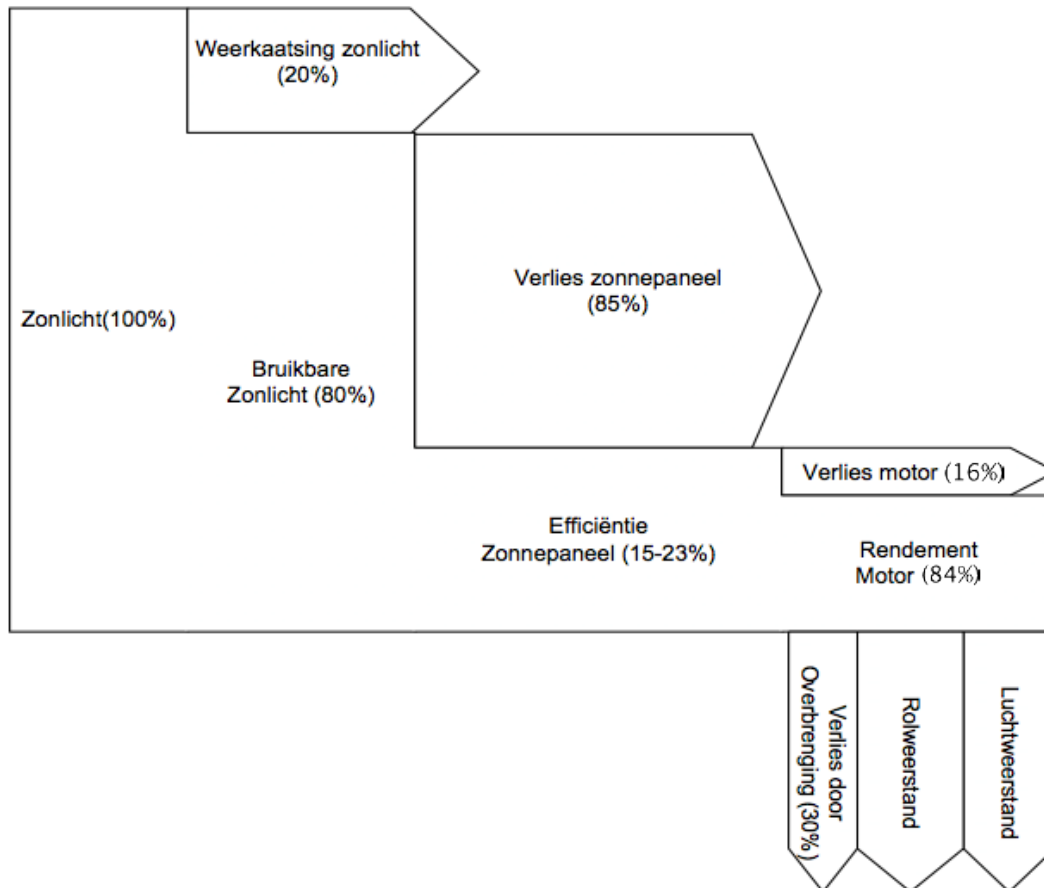 Weerkaatsing zonlicht
(20%)
Verlies zonnepaneel
(85%)
Zonlicht(100%)
Bruikbare
Zonlicht (80%)
Verlies motor (16%)
Efficiëntie
Zonnepaneel (15-23%)
Rendement
Motor (84%)
Verlies door
Overbrenging (30%)
Rolweerstand
Luchtweerstand